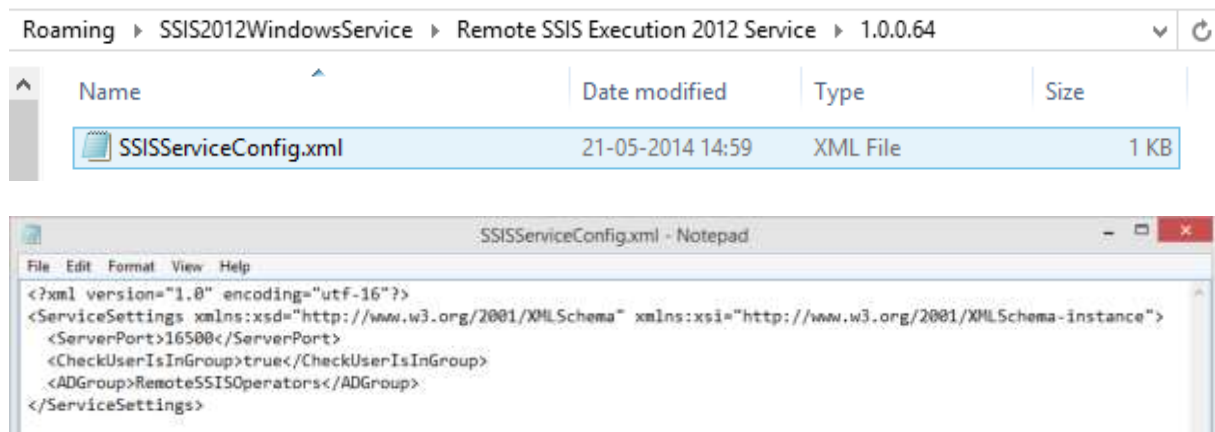 Roaming SSIS2012WindowsService Remote SSIS Execution 2012 Service 1.0.0.64
Name Date modified Type Size
SSISServiceConfig.xml 21-05-2014 14:59 XML File 1 KB
SSISServiceConfig.xml - Notepad
File Edit Format View Help
<?xml version="1.0" encoding="utf-16"?>
<ServiceSettings xmlns:xsd="http://www.w3.org/2001/XMLSchema" xmlns:xsi="http://www.w3.org/2001/XMLSchema-instance">
<ServerPort>16500</ServerPort>
<CheckUserIsInGroup>true</CheckUserIsInGroup>
<ADGroup>RemoteSSISOperators</ADGroup>
</ServiceSettings>